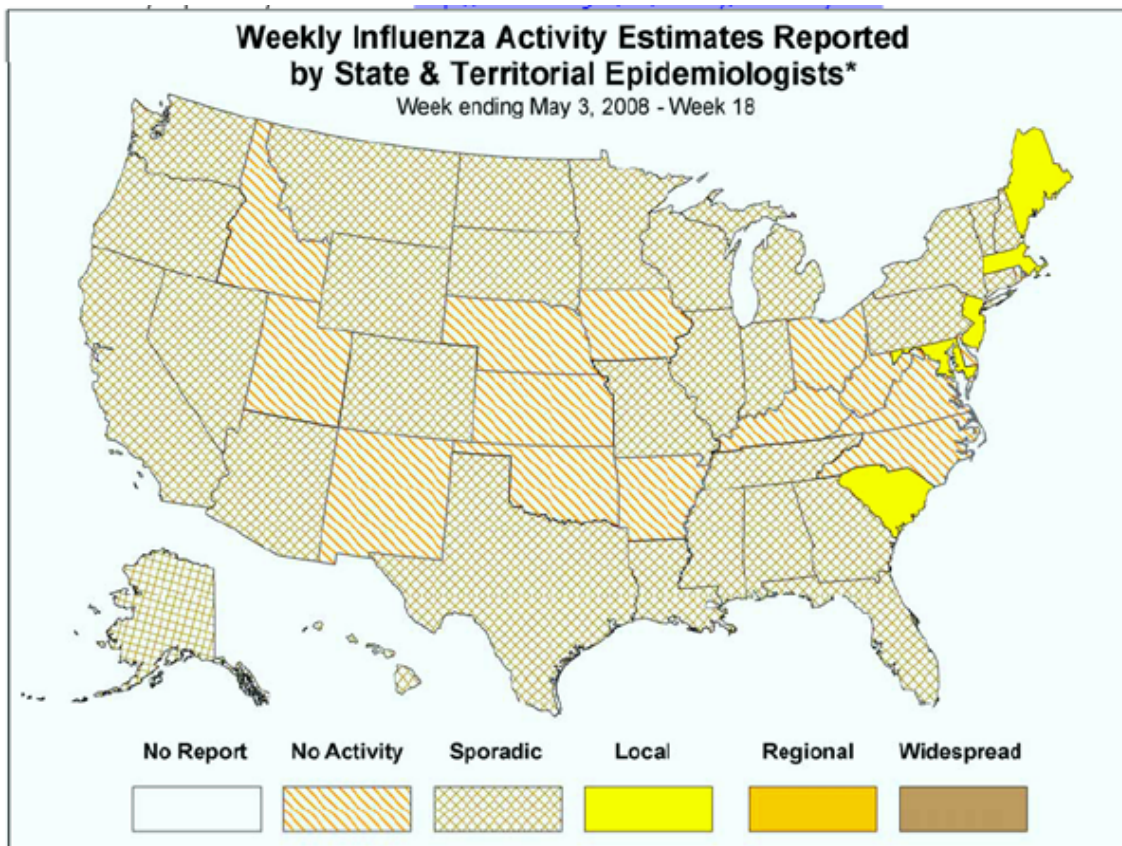 Weekly Influenza Activity Estimates Reported
by State & Territorial Epidemiologists*
Week ending May 3, 2008 - Week 18
No Report No Activity Sporadic Local Regional Widespread